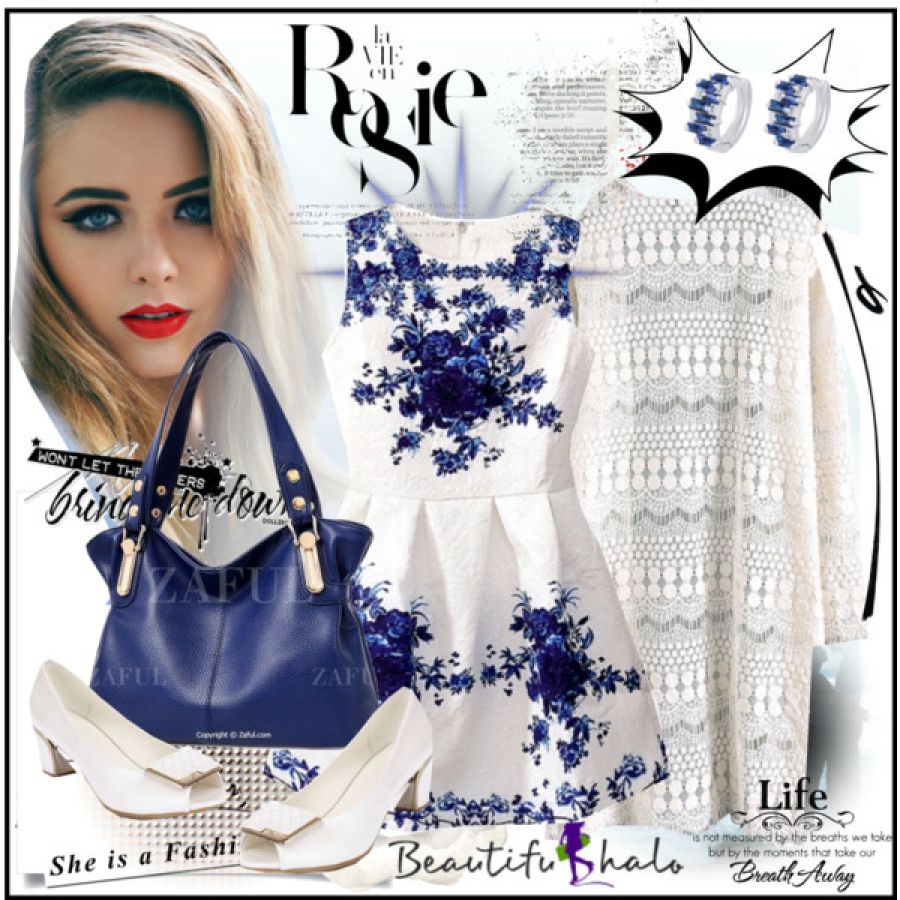 la
VIE
en
Rosie
WONT LET THE ERS
bring me down
ZAFUL
ZAFUL
ZAFUL
Copyright © Zaful.com
She is a Fashi
Beautifu halo
Life
is not measured by the breaths we take
but by the moments that take our
Breath Away